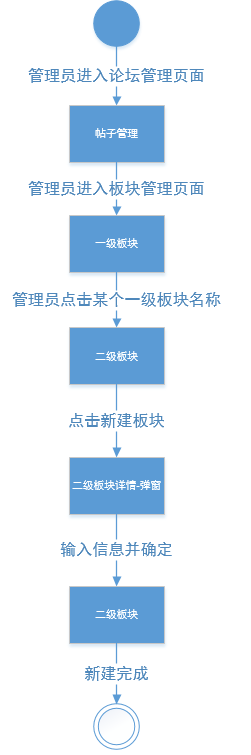 管理员进入论坛管理页面
帖子管理
管理员进入板块管理页面
一级板块
管理员点击某个一级板块名称
二级板块
点击新建板块
二级板块详情-弹窗
输入信息并确定
二级板块
新建完成